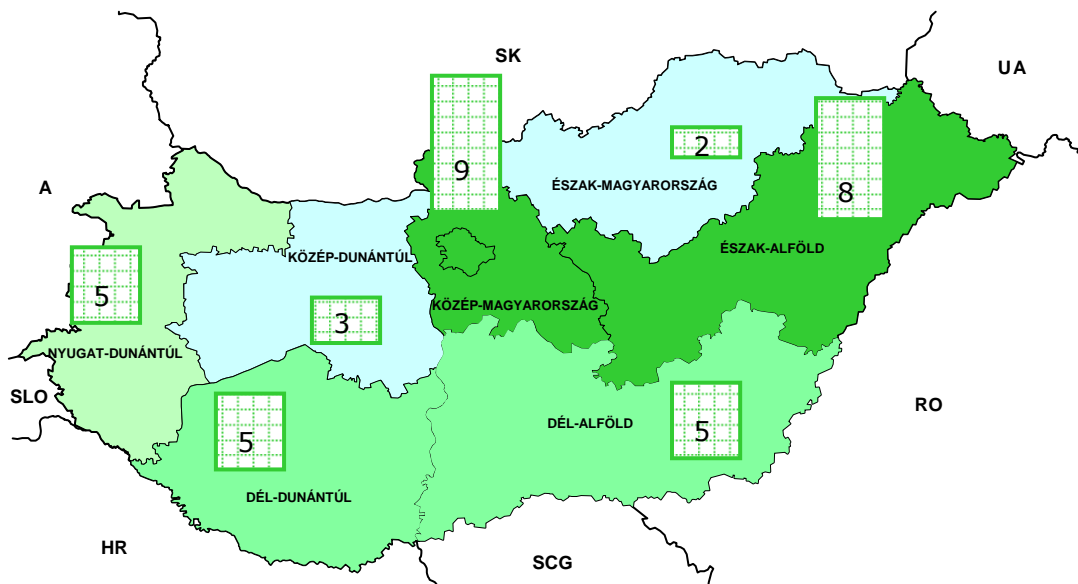 SK
UA
9
2
8
A
ÉSZAK-MAGYARORSZÁG
ÉSZAK-ALFÖLD
KÖZÉP-DUNÁNTÚL
5
KÖZÉP-MAGYARORSZÁG
3
NYUGAT-DUNÁNTÚL
SLO
RO
DÉL-ALFÖLD
5
5
DÉL-DUNÁNTÚL
HR
SCG